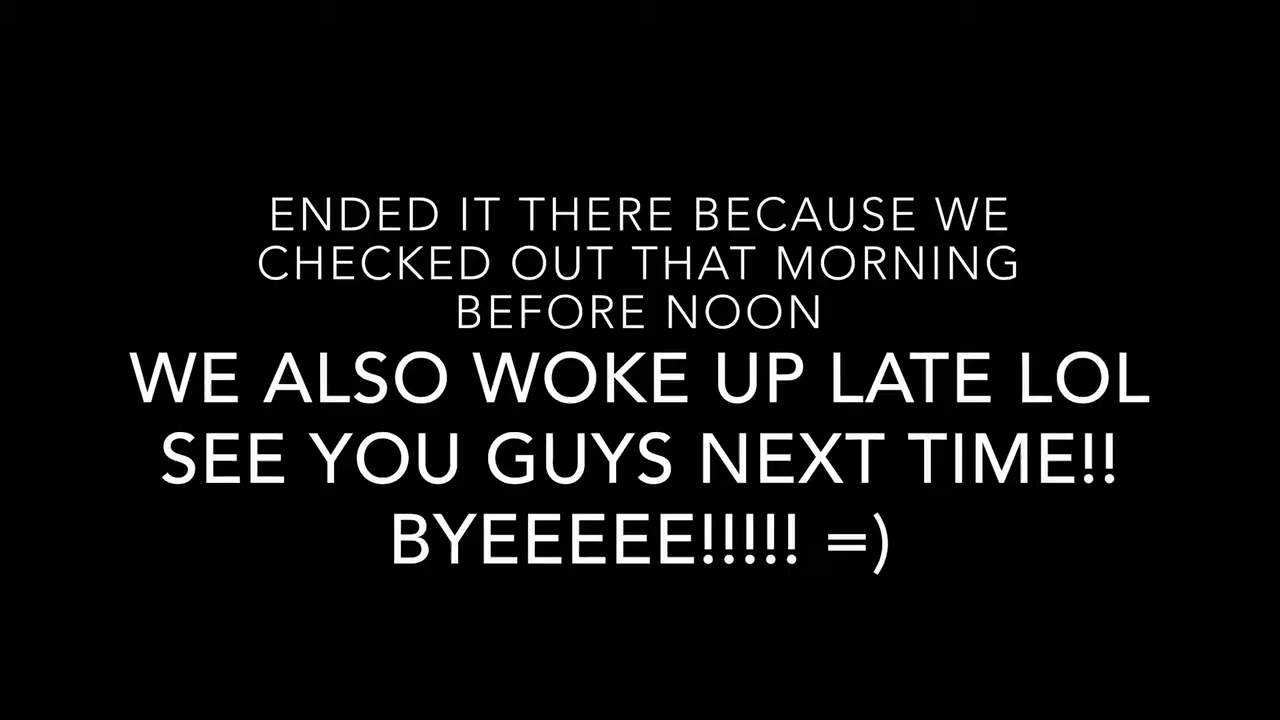 ENDED IT THERE BECAUSE WE
CHECKED OUT THAT MORNING
BEFORE NOON
WE ALSO WOKE UP LATE LOL
SEE YOU GUYS NEXT TIME!!
BYEEEEE!!!!! =)